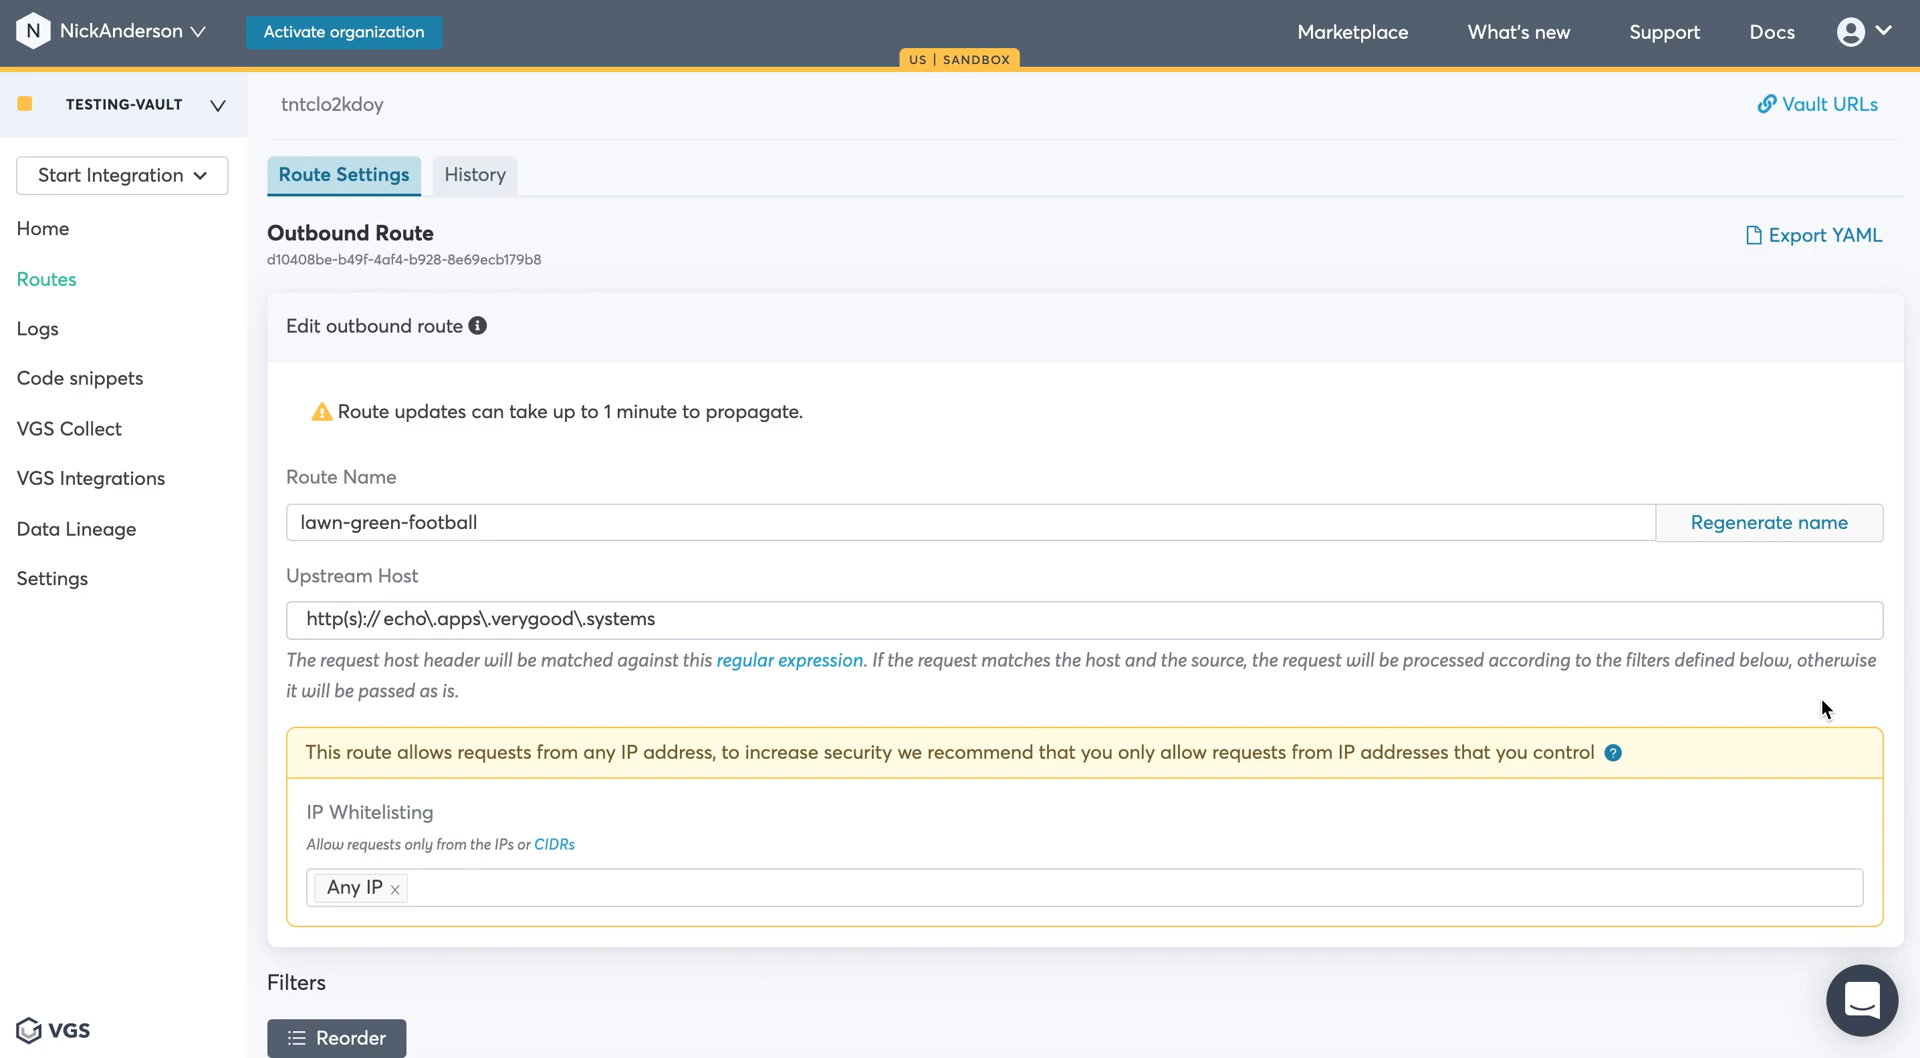 N NickAnderson
Activate organization
US | SANDBOX
Marketplace
What's new
Support
Docs
TESTING-VAULT
Start Integration
Home
Routes
Logs
Code snippets
VGS Collect
VGS Integrations
Data Lineage
Settings
VGS
tntclo2kdoy
Vault URLs
Route Settings
History
Outbound Route
d10408be-b49f-4af4-b928-8e69ecb179b8
Export YAML
Edit outbound route
Route updates can take up to 1 minute to propagate.
Route Name
lawn-green-football
Regenerate name
Upstream Host
http(s):// echo\.apps\.verygood\.systems
The request host header will be matched against this regular expression. If the request matches the host and the source, the request will be processed according to the filters defined below, otherwise
it will be passed as is.
This route allows requests from any IP address, to increase security we recommend that you only allow requests from IP addresses that you control ?
IP Whitelisting
Allow requests only from the IPs or CIDRs
Any IP x
Filters
Reorder